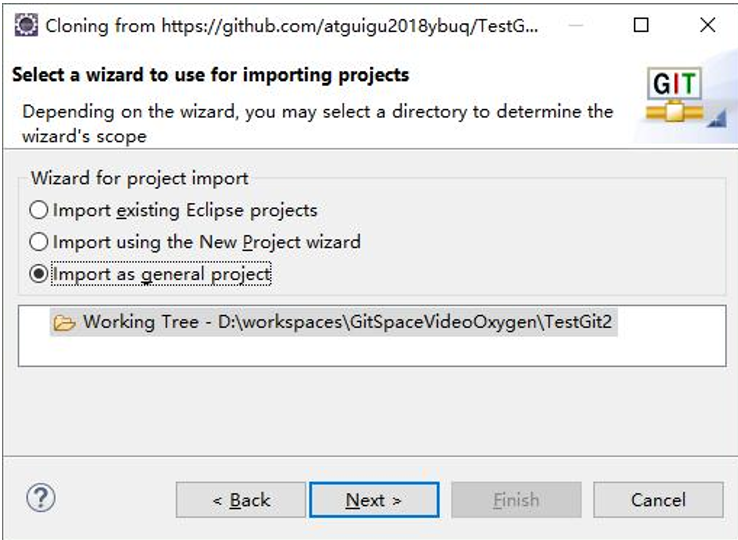 Cloning from https://github.com/atguigu2018ybuq/TestG...
Select a wizard to use for importing projects
Depending on the wizard, you may select a directory to determine the
wizard's scope
GIT
Wizard for project import
Import existing Eclipse projects
Import using the New Project wizard
Import as general project
Working Tree - D:\workspaces\GitSpaceVideoOxygen\TestGit2
?
< Back
Next >
Finish
Cancel